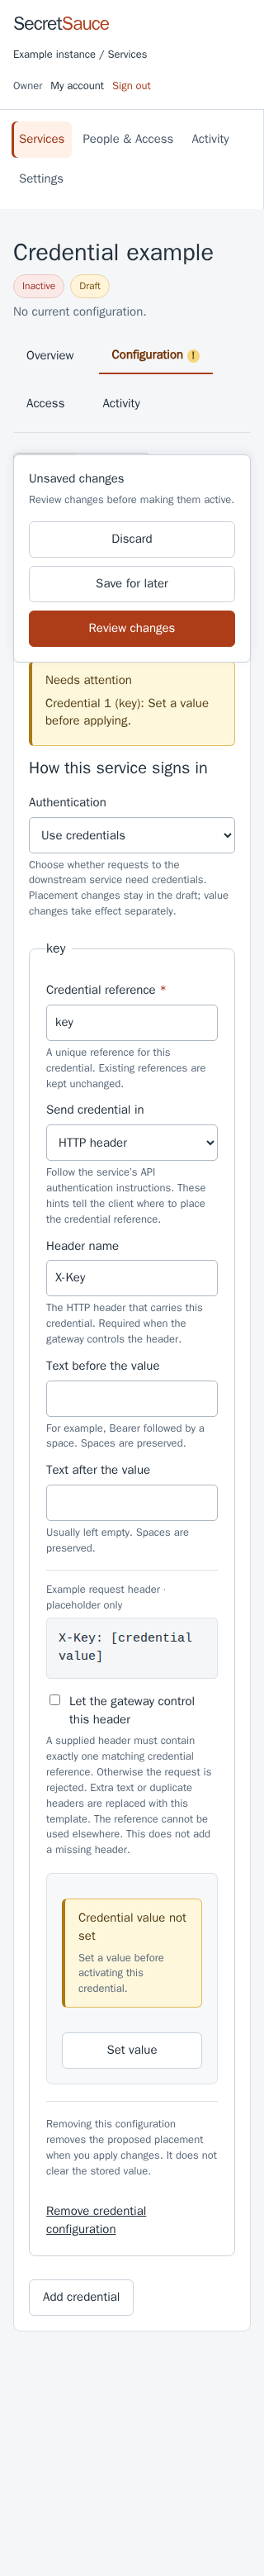 SecretSauce
Example instance / Services
Owner My account Sign out
Services People & Access Activity
Settings
Credential example
Inactive Draft
No current configuration.
Overview Configuration !
Access Activity
Unsaved changes
Review changes before making them active.
Discard
Save for later
Review changes
Needs attention
Credential 1 (key): Set a value
before applying.
How this service signs in
Authentication
Use credentials
Choose whether requests to the
downstream service need credentials.
Placement changes stay in the draft; value
changes take effect separately.
key
Credential reference *
key
A unique reference for this
credential. Existing references are
kept unchanged.
Send credential in
HTTP header
Follow the service's API
authentication instructions. These
hints tell the client where to place
the credential reference.
Header name
X-Key
The HTTP header that carries this
credential. Required when the
gateway controls the header.
Text before the value
For example, Bearer followed by a
space. Spaces are preserved.
Text after the value
Usually left empty. Spaces are
preserved.
Example request header ·
placeholder only
X-Key: [credential
value]
Let the gateway control
this header
A supplied header must contain
exactly one matching credential
reference. Otherwise the request is
rejected. Extra text or duplicate
headers are replaced with this
template. The reference cannot be
used elsewhere. This does not add
a missing header.
Credential value not
set
Set a value before
activating this
credential.
Set value
Removing this configuration
removes the proposed placement
when you apply changes. It does not
clear the stored value.
Remove credential
configuration
Add credential